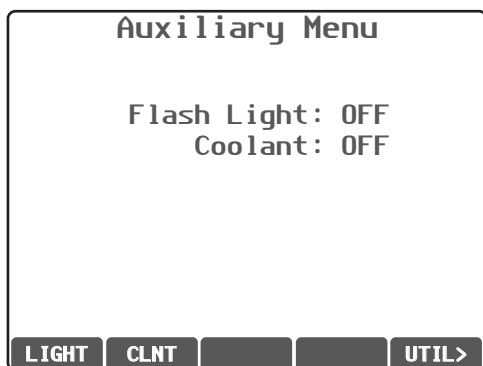 Auxiliary Menu
Flash Light: OFF
Coolant: OFF
LIGHT CLNT UTIL>